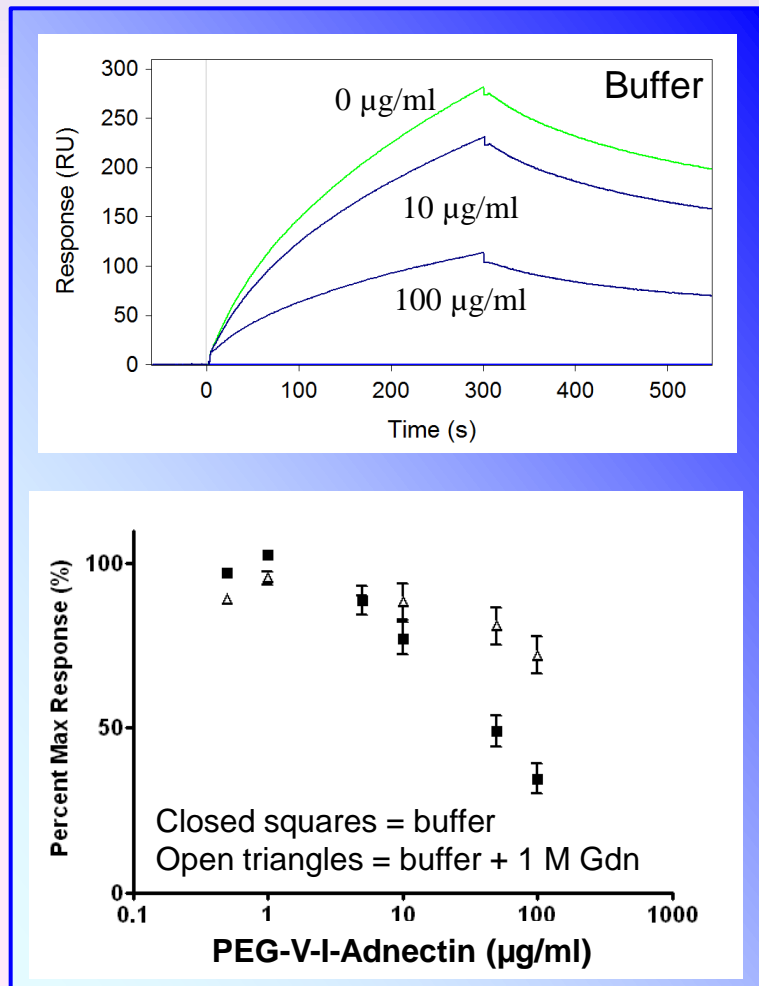 Buffer
0 µg/ml
10 µg/ml
100 µg/ml
Response (RU)
300
250
200
150
100
50
0
0 100 200 300 400 500
Time (s)
Percent Max Response (%)
100
50
0
Closed squares = buffer
Open triangles = buffer + 1 M Gdn
0.1 1 10 100 1000
PEG-V-I-Adnectin (µg/ml)